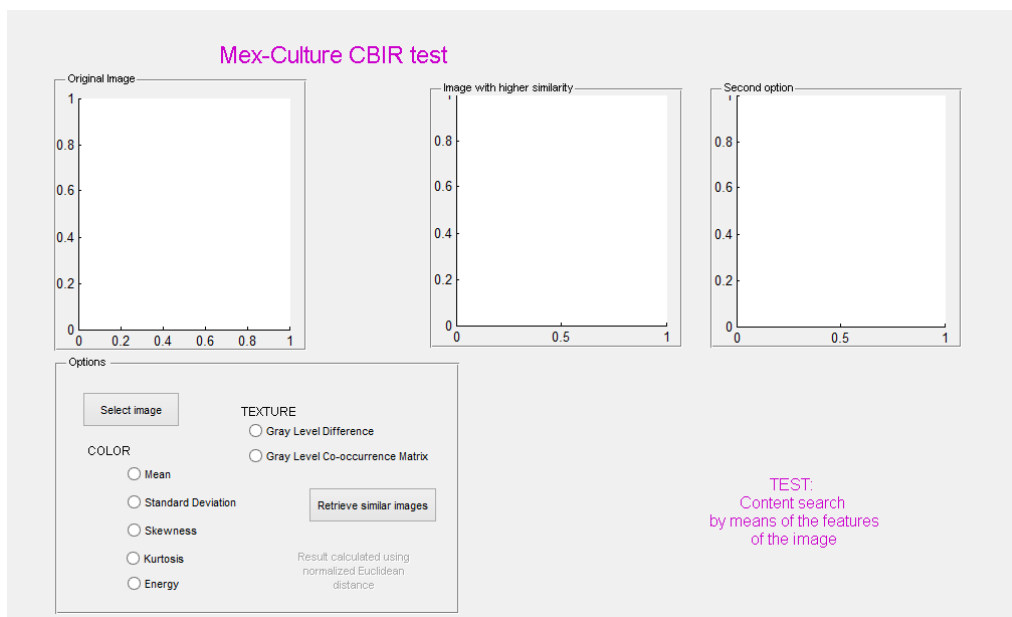 Mex-Culture CBIR test
Original Image
1
0.8
0.6
0.4
0.2
0
0 0.2 0.4 0.6 0.8 1
Image with higher similarity
0.8
0.6
0.4
0.2
0
0 0.5 1
Second option
0.8
0.6
0.4
0.2
0
0 0.5 1
Options
Select image
COLOR
Mean
Standard Deviation
Skewness
Kurtosis
Energy
TEXTURE
Gray Level Difference
Gray Level Co-occurrence Matrix
Retrieve similar images
Result calculated using
normalized Euclidean
distance
TEST:
Content search
by means of the features
of the image